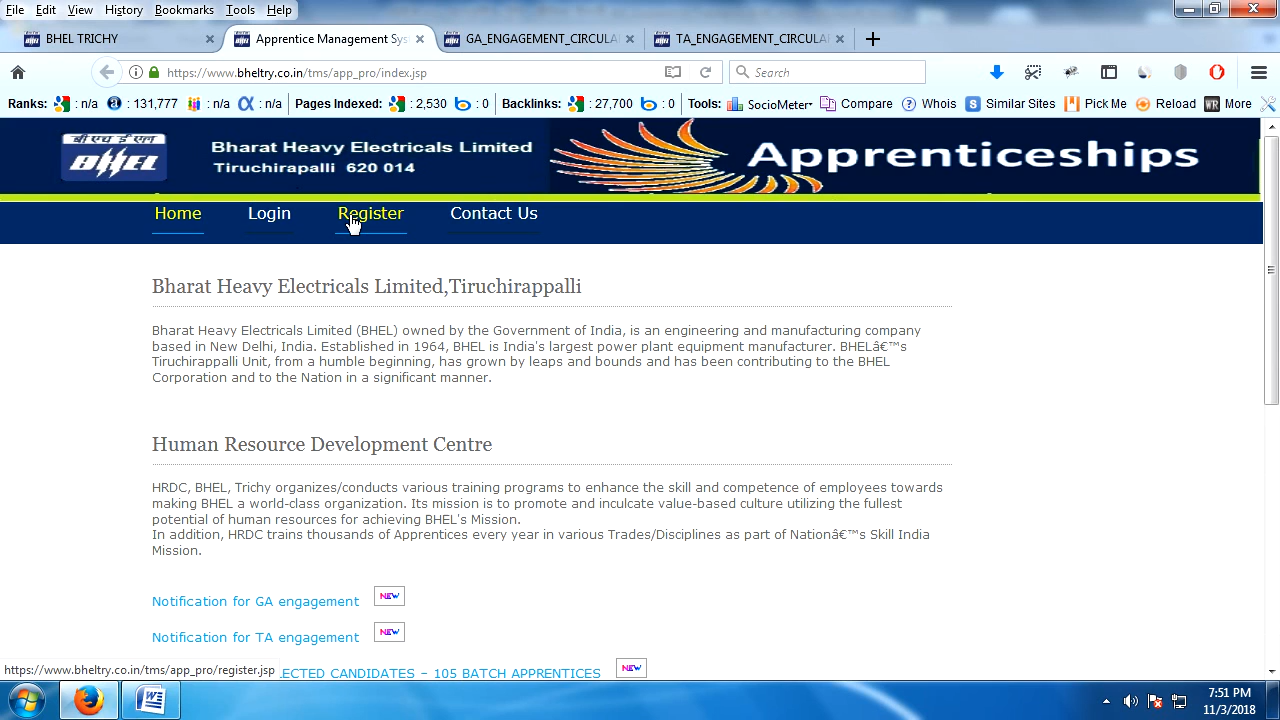 File Edit View History Bookmarks Tools Help
BHEL TRICHY
Apprentice Management Sys
GA_ENGAGEMENT_CIRCULA
TA_ENGAGEMENT_CIRCULAR
https://www.bheltry.co.in/tms/app_pro/index.jsp
Search
Ranks: : n/a : 131,777 : n/a : n/a Pages Indexed: : 2,530 : 0 Backlinks: : 27,700 : 0 Tools: SocioMeter Compare Whois Similar Sites Pick Me Reload WR More
बी एच ई एल
BHEL
Bharat Heavy Electricals Limited
Tiruchirapalli 620 014
Apprenticeships
Home Login Register Contact Us
Bharat Heavy Electricals Limited,Tiruchirappalli
Bharat Heavy Electricals Limited (BHEL) owned by the Government of India, is an engineering and manufacturing company
based in New Delhi, India. Established in 1964, BHEL is India's largest power plant equipment manufacturer. BHELâ€™s
Tiruchirappalli Unit, from a humble beginning, has grown by leaps and bounds and has been contributing to the BHEL
Corporation and to the Nation in a significant manner.
Human Resource Development Centre
HRDC, BHEL, Trichy organizes/conducts various training programs to enhance the skill and competence of employees towards
making BHEL a world-class organization. Its mission is to promote and inculcate value-based culture utilizing the fullest
potential of human resources for achieving BHEL's Mission.
In addition, HRDC trains thousands of Apprentices every year in various Trades/Disciplines as part of Nationâ€™s Skill India
Mission.
Notification for GA engagement NEW
Notification for TA engagement NEW
https://www.bheltry.co.in/tms/app_pro/register.jsp LECTED CANDIDATES – 105 BATCH APPRENTICES NEW
7:51 PM
11/3/2018